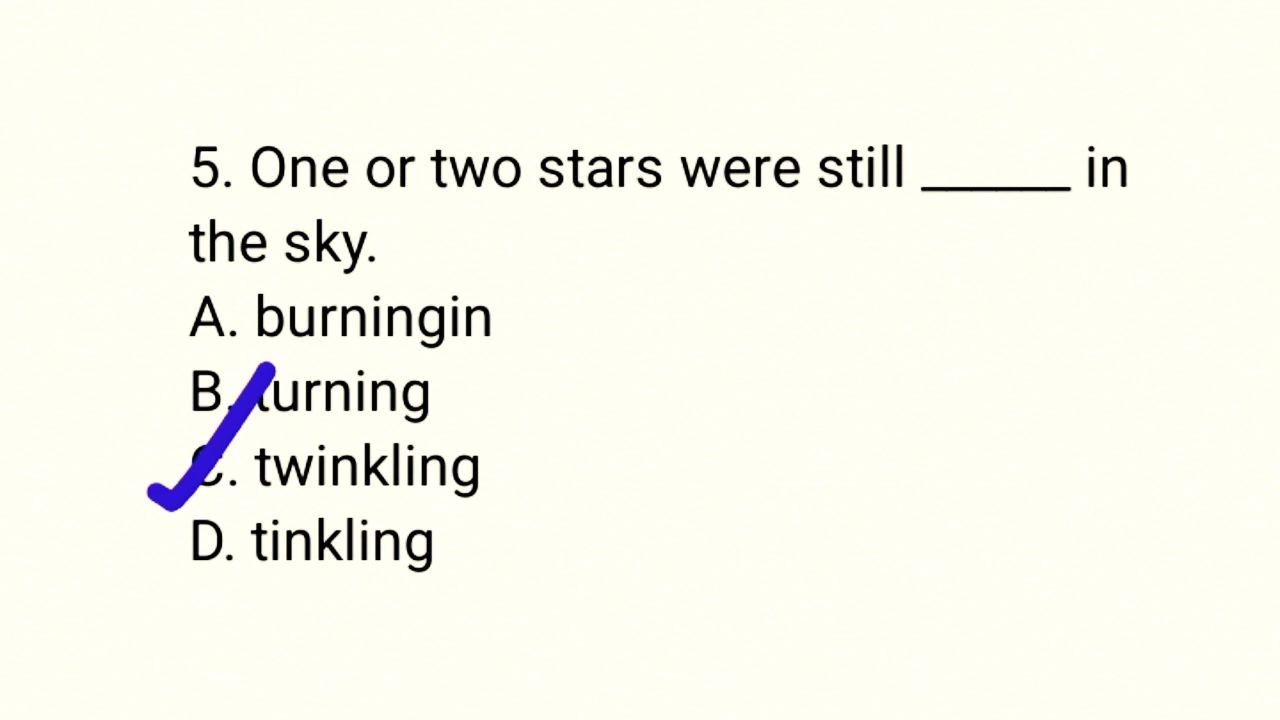 5. One or two stars were still ______ in
the sky.
A. burningin
B. turning
C. twinkling
D. tinkling